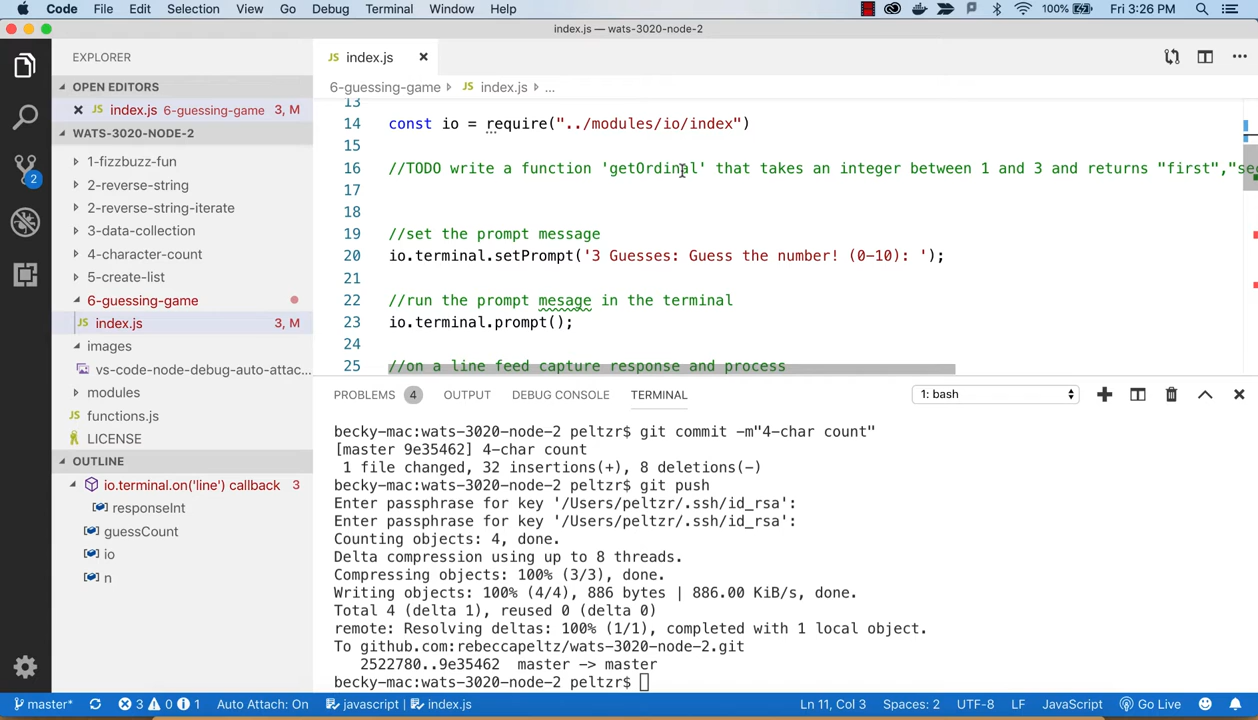 Code File Edit Selection View Go Debug Terminal Window Help 100% Fri 3:26 PM
index.js — wats-3020-node-2
EXPLORER
OPEN EDITORS
JS index.js 6-guessing-game 3, M
WATS-3020-NODE-2
1-fizzbuzz-fun
2-reverse-string
2-reverse-string-iterate
3-data-collection
4-character-count
5-create-list
6-guessing-game
JS index.js 3, M
images
vs-code-node-debug-auto-attac...
modules
JS functions.js
LICENSE
OUTLINE
io.terminal.on('line') callback 3
responseInt
guessCount
io
n
2
JS index.js
6-guessing-game JS index.js ...
13
14 const io = require("../modules/io/index")
15
16 //TODO write a function 'getOrdinal' that takes an integer between 1 and 3 and returns "first","se
17
18
19 //set the prompt message
20 io.terminal.setPrompt('3 Guesses: Guess the number! (0-10): ');
21
22 //run the prompt mesage in the terminal
23 io.terminal.prompt();
24
25 //on a line feed capture response and process
PROBLEMS 4 OUTPUT DEBUG CONSOLE TERMINAL 1: bash
becky-mac:wats-3020-node-2 peltzr$ git commit -m"4-char count"
[master 9e35462] 4-char count
1 file changed, 32 insertions(+), 8 deletions(-)
becky-mac:wats-3020-node-2 peltzr$ git push
Enter passphrase for key '/Users/peltzr/.ssh/id_rsa':
Enter passphrase for key '/Users/peltzr/.ssh/id_rsa':
Counting objects: 4, done.
Delta compression using up to 8 threads.
Compressing objects: 100% (3/3), done.
Writing objects: 100% (4/4), 886 bytes | 886.00 KiB/s, done.
Total 4 (delta 1), reused 0 (delta 0)
remote: Resolving deltas: 100% (1/1), completed with 1 local object.
To github.com:rebeccapeltz/wats-3020-node-2.git
2522780..9e35462 master -> master
becky-mac:wats-3020-node-2 peltzr$
master* 3 0 1 Auto Attach: On javascript index.js Ln 11, Col 3 Spaces: 2 UTF-8 LF JavaScript Go Live